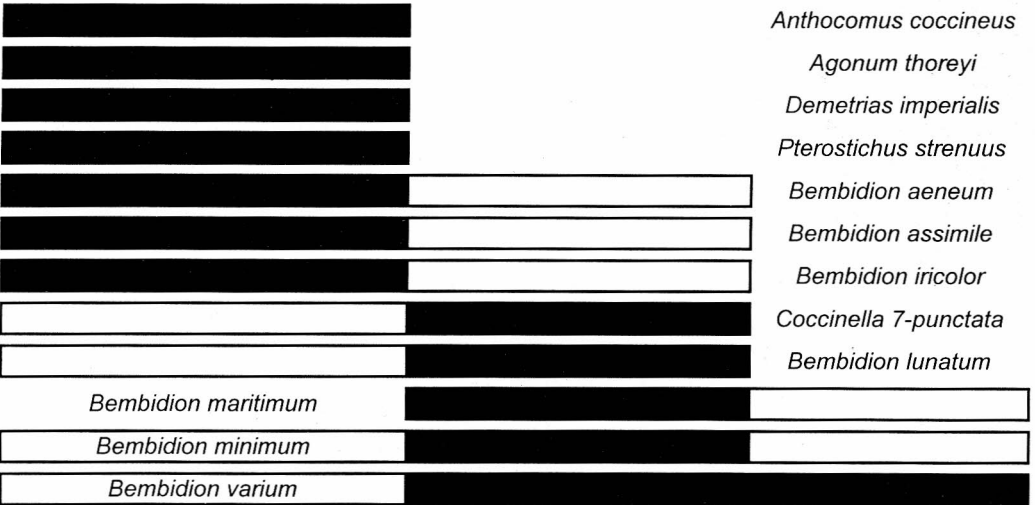 Anthocomus coccineus
Agonum thoreyi
Demetrias imperialis
Pterostichus strenuus
Bembidion aeneum
Bembidion assimile
Bembidion iricolor
Coccinella 7-punctata
Bembidion lunatum
Bembidion maritimum
Bembidion minimum
Bembidion varium